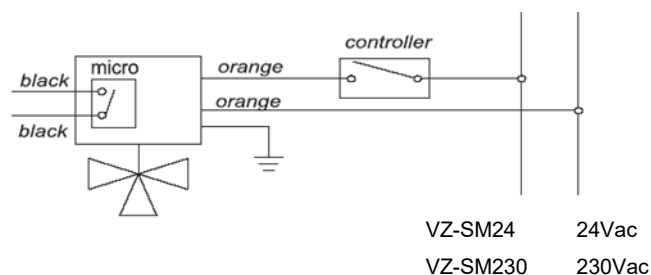 controller
micro
orange
black
orange
black
VZ-SM24 24Vac
VZ-SM230 230Vac